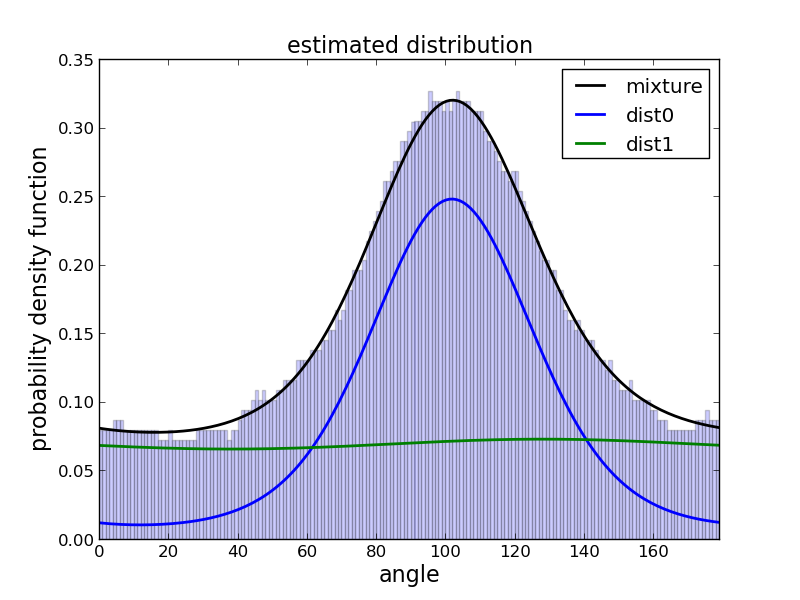 estimated distribution
probability density function
0.35
0.30
0.25
0.20
0.15
0.10
0.05
0.00
mixture
dist0
dist1
0 20 40 60 80 100 120 140 160
angle